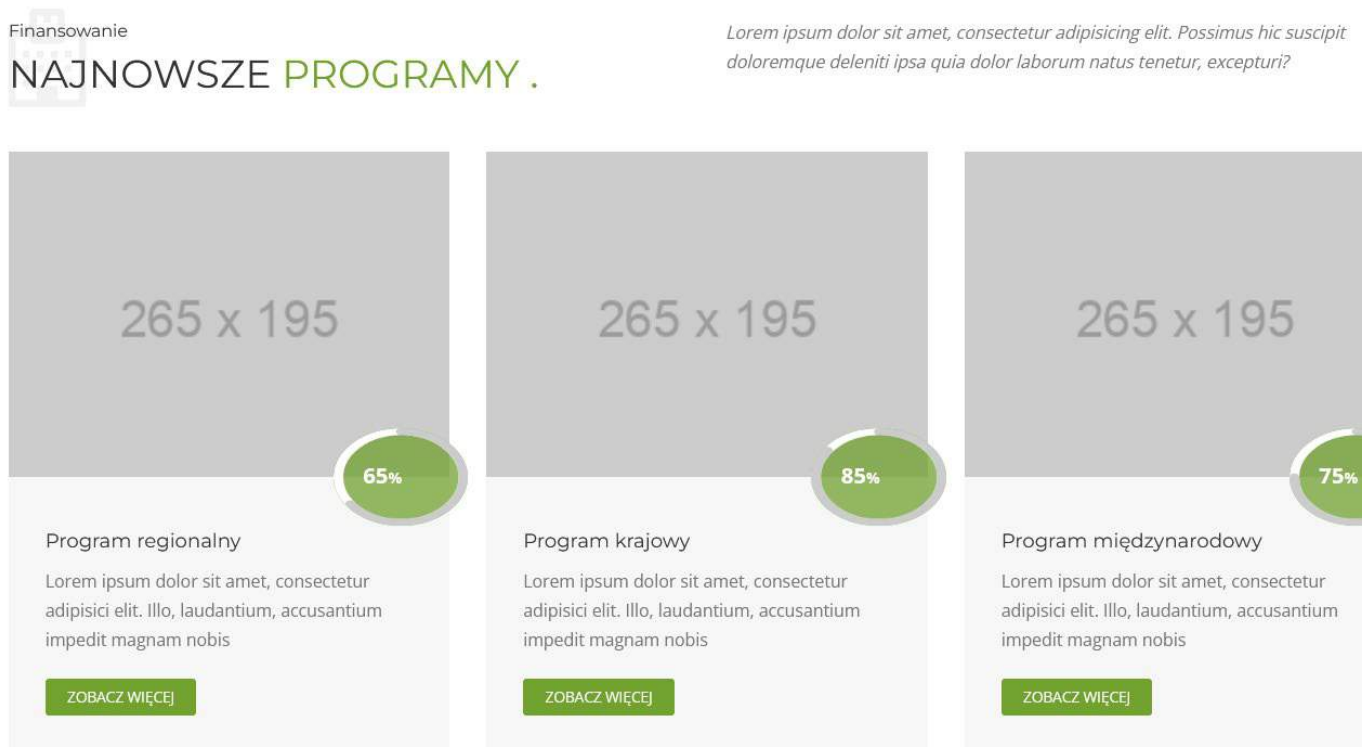 Finansowanie
NAJNOWSZE PROGRAMY .
Lorem ipsum dolor sit amet, consectetur adipisicing elit. Possimus hic suscipit
doloremque deleniti ipsa quia dolor laborum natus tenetur, excepturi?
265 x 195
65%
Program regionalny
Lorem ipsum dolor sit amet, consectetur
adipisici elit. Illo, laudantium, accusantium
impedit magnam nobis
ZOBACZ WIĘCEJ
265 x 195
85%
Program krajowy
Lorem ipsum dolor sit amet, consectetur
adipisici elit. Illo, laudantium, accusantium
impedit magnam nobis
ZOBACZ WIĘCEJ
265 x 195
75%
Program międzynarodowy
Lorem ipsum dolor sit amet, consectetur
adipisici elit. Illo, laudantium, accusantium
impedit magnam nobis
ZOBACZ WIĘCEJ